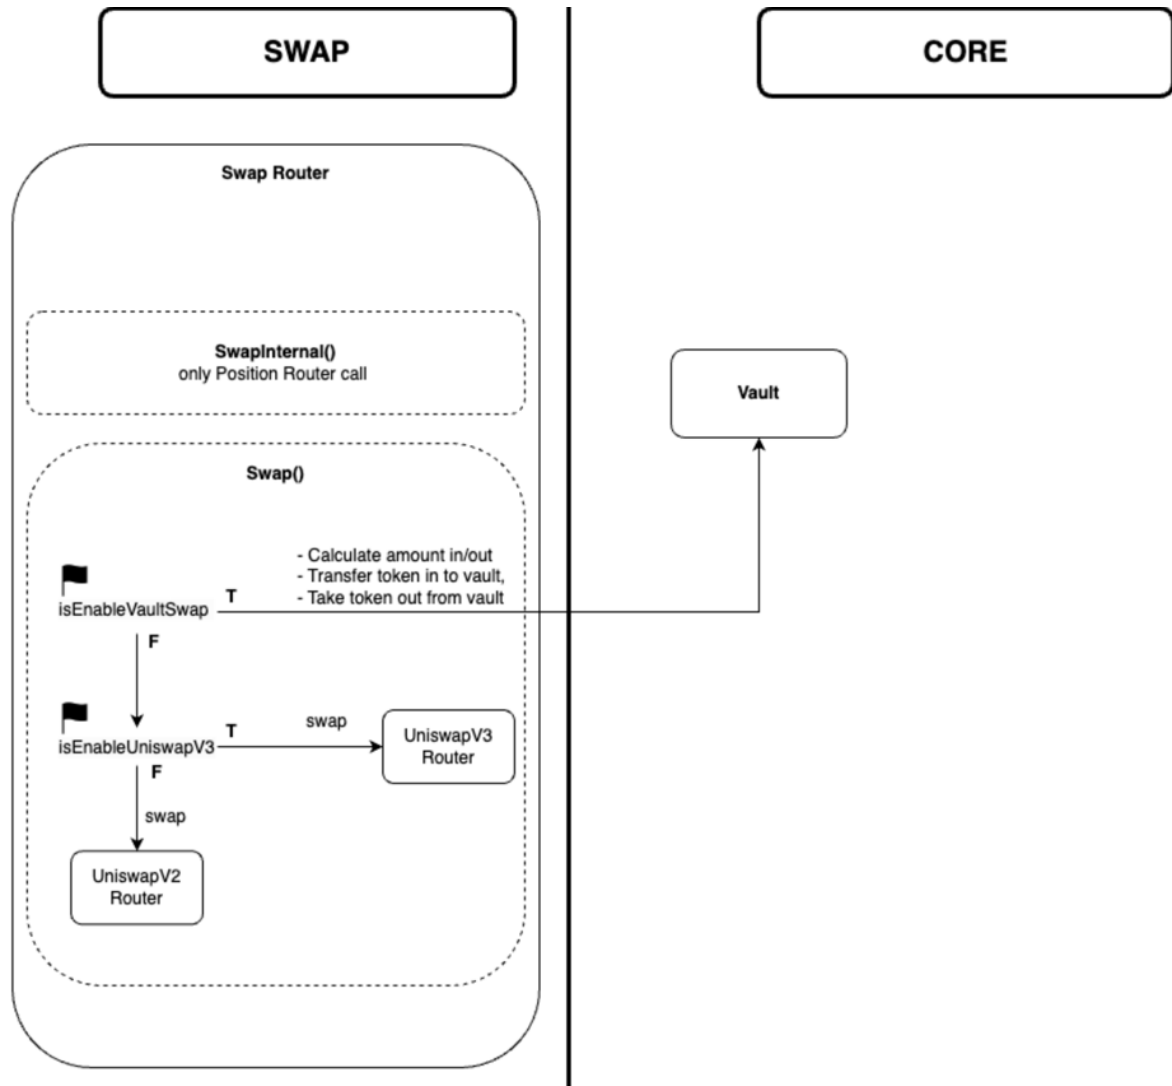 SWAP
CORE
Swap Router
SwapInternal()
only Position Router call
Vault
Swap()
- Calculate amount in/out
- Transfer token in to vault,
- Take token out from vault
T
isEnableVaultSwap
F
T
swap
isEnableUniswapV3
UniswapV3
Router
F
swap
UniswapV2
Router